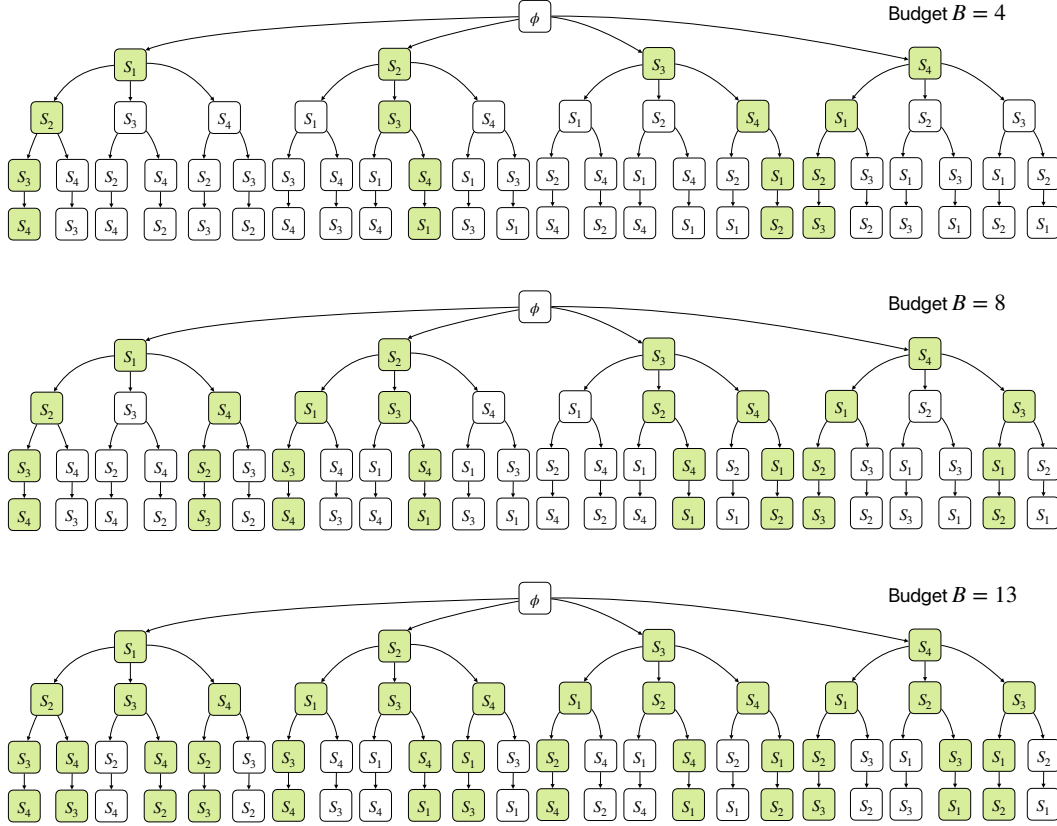 ϕ Budget B = 4
S₁ S₂ S₃ S₄
S₂ S₃ S₄ S₁ S₃ S₄ S₁ S₂ S₄ S₁ S₂ S₃
S₃ S₄ S₂ S₄ S₂ S₃ S₃ S₄ S₁ S₄ S₁ S₃ S₂ S₄ S₁ S₄ S₂ S₁ S₂ S₃ S₁ S₃ S₁ S₂
S₄ S₃ S₄ S₂ S₃ S₂ S₄ S₃ S₄ S₁ S₃ S₁ S₄ S₂ S₄ S₁ S₁ S₂ S₃ S₂ S₃ S₁ S₂ S₁
ϕ Budget B = 8
S₁ S₂ S₃ S₄
S₂ S₃ S₄ S₁ S₃ S₄ S₁ S₂ S₄ S₁ S₂ S₃
S₃ S₄ S₂ S₄ S₂ S₃ S₃ S₄ S₁ S₄ S₁ S₃ S₂ S₄ S₁ S₄ S₂ S₁ S₂ S₃ S₁ S₃ S₁ S₂
S₄ S₃ S₄ S₂ S₃ S₂ S₄ S₃ S₄ S₁ S₃ S₁ S₄ S₂ S₄ S₁ S₁ S₂ S₃ S₂ S₃ S₁ S₂ S₁
ϕ Budget B = 13
S₁ S₂ S₃ S₄
S₂ S₃ S₄ S₁ S₃ S₄ S₁ S₂ S₄ S₁ S₂ S₃
S₃ S₄ S₂ S₄ S₂ S₃ S₃ S₄ S₁ S₄ S₁ S₃ S₂ S₄ S₁ S₄ S₂ S₁ S₂ S₃ S₁ S₃ S₁ S₂
S₄ S₃ S₄ S₂ S₃ S₂ S₄ S₃ S₄ S₁ S₃ S₁ S₄ S₂ S₄ S₁ S₁ S₂ S₃ S₂ S₃ S₁ S₂ S₁